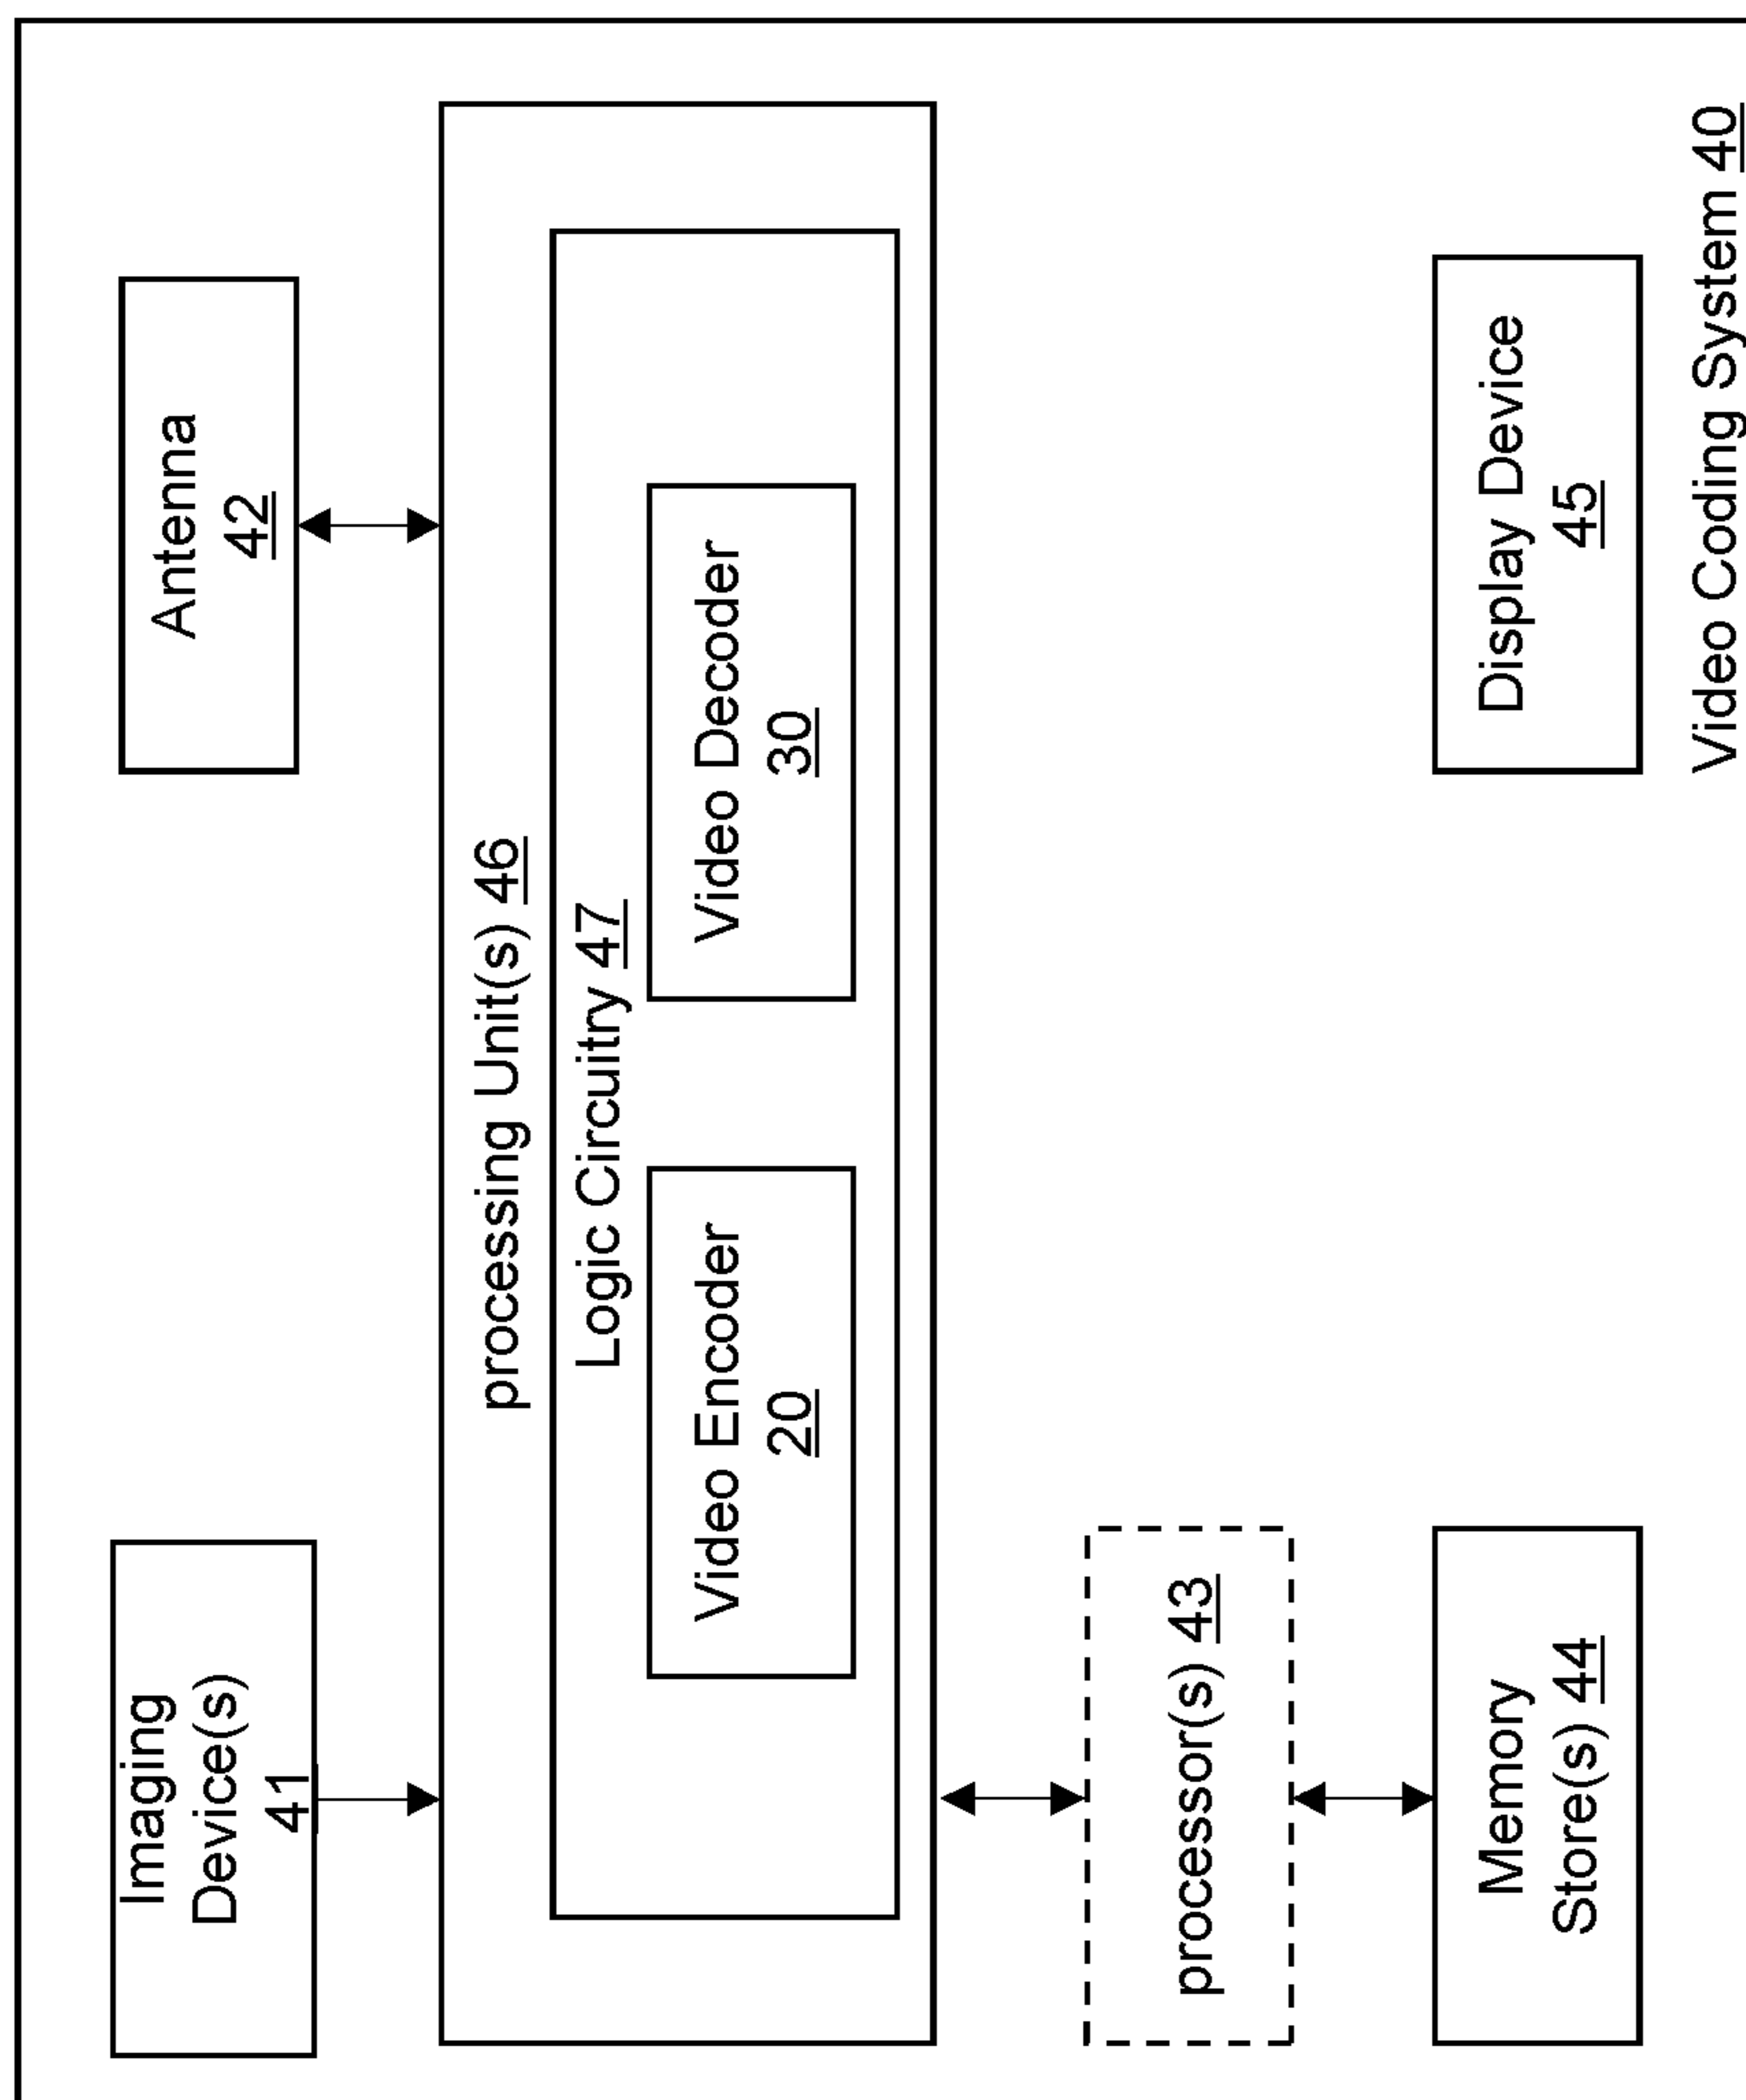 Imaging
Device(s)
41
Antenna
42
processing Unit(s) 46
Logic Circuitry 47
Video Encoder
20
Video Decoder
30
processor(s) 43
Memory
Store(s) 44
Display Device
45
Video Coding System 40